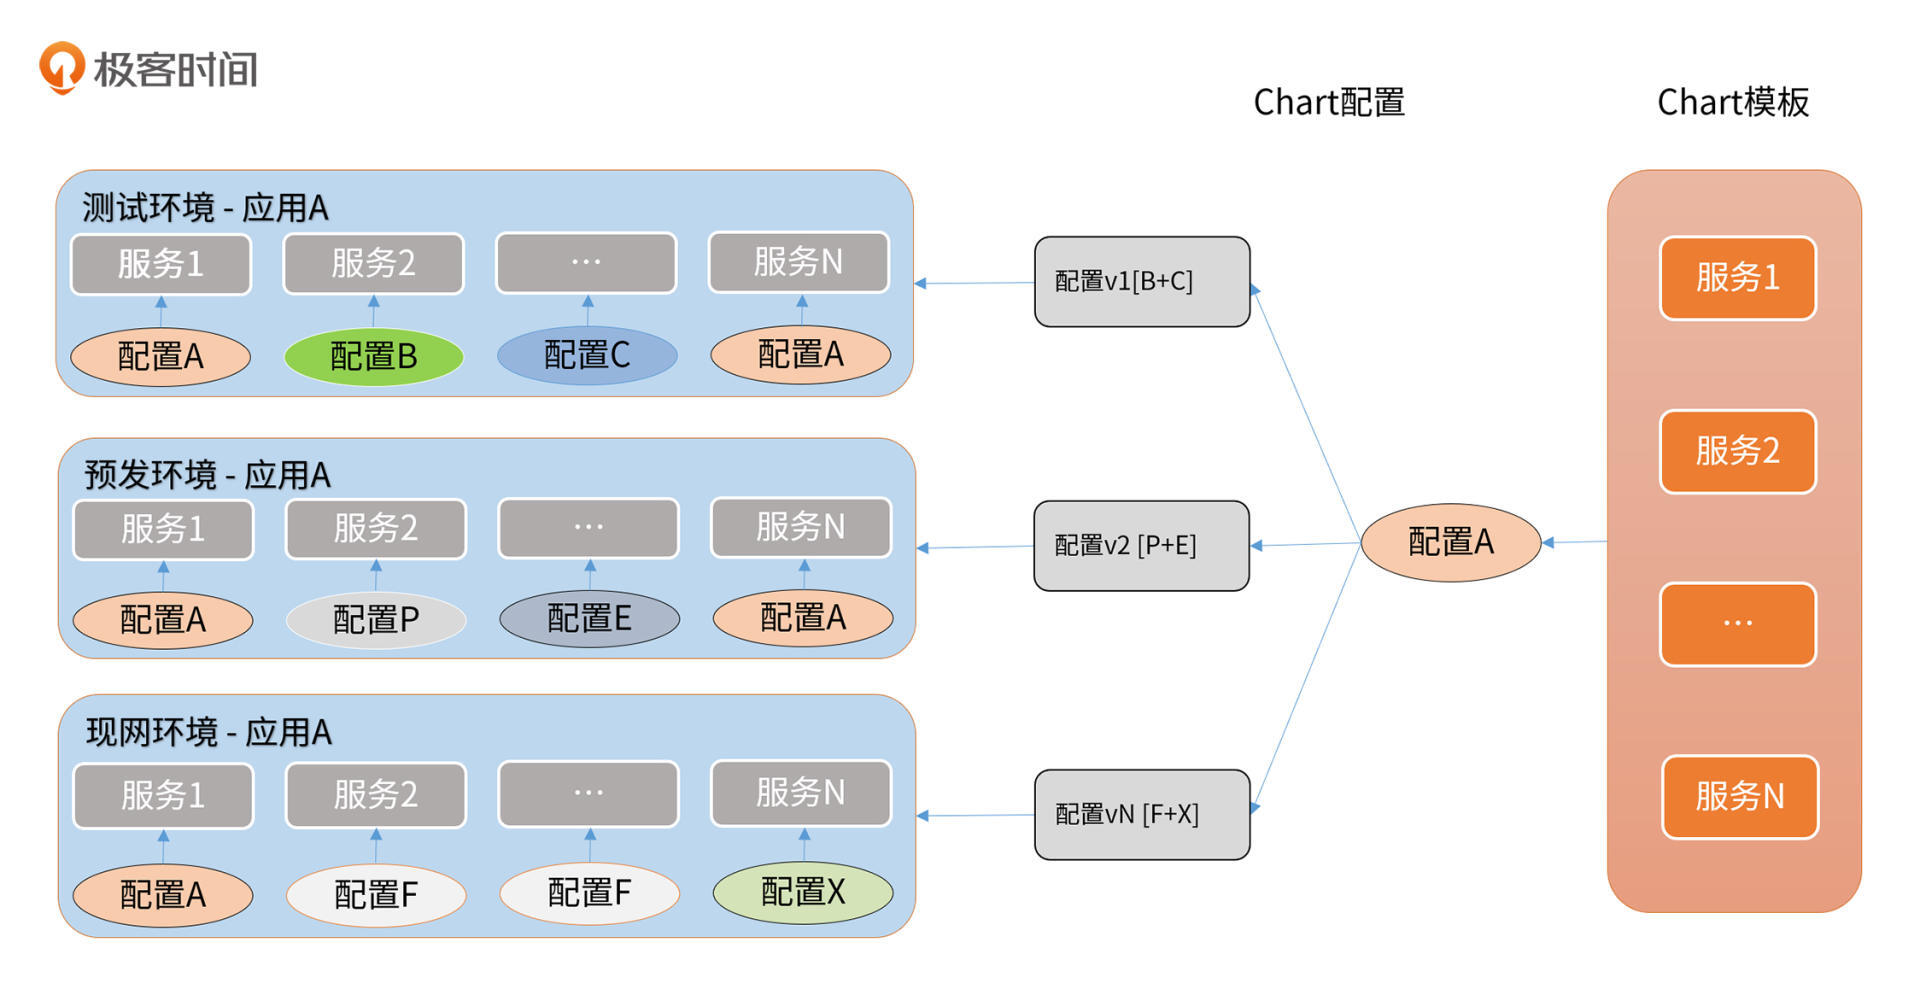 极客时间
Chart配置
Chart模板
测试环境 - 应用A
服务1
服务2
...
服务N
配置A
配置B
配置C
配置A
预发环境 - 应用A
服务1
服务2
...
服务N
配置A
配置P
配置E
配置A
现网环境 - 应用A
服务1
服务2
...
服务N
配置A
配置F
配置F
配置X
配置v1[B+C]
配置v2 [P+E]
配置vN [F+X]
配置A
服务1
服务2
...
服务N